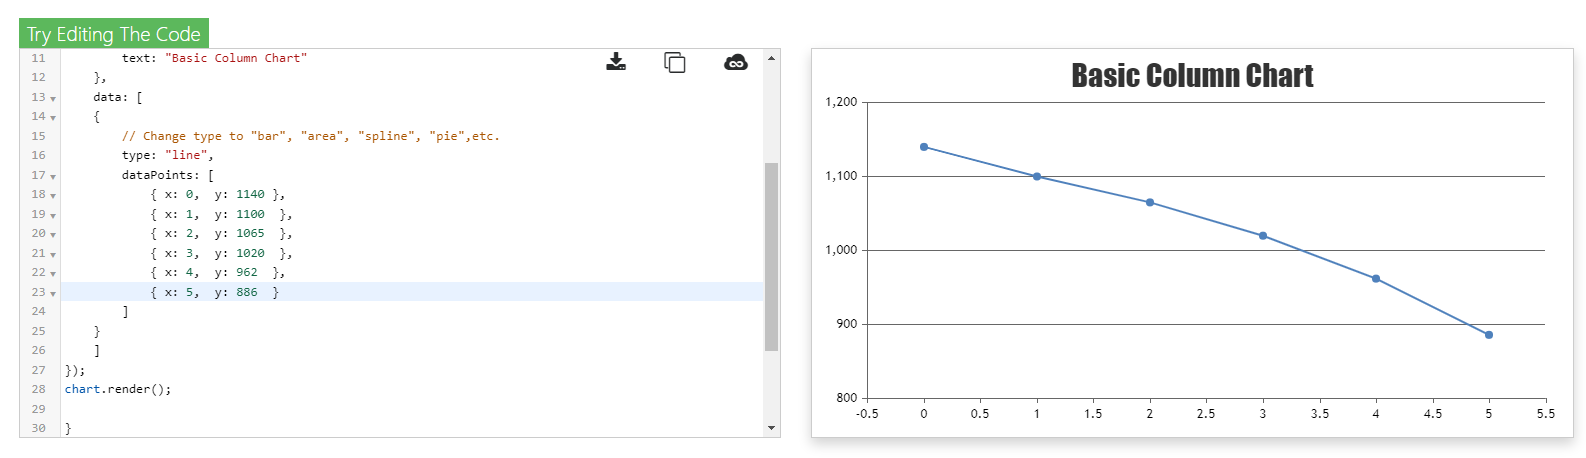 Try Editing The Code
11 text: "Basic Column Chart"
12 },
13 data: [
14 {
15 // Change type to "bar", "area", "spline", "pie",etc.
16 type: "line",
17 dataPoints: [
18 { x: 0, y: 1140 },
19 { x: 1, y: 1100 },
20 { x: 2, y: 1065 },
21 { x: 3, y: 1020 },
22 { x: 4, y: 962 },
23 { x: 5, y: 886 }
24 ]
25 }
26 ]
27 });
28 chart.render();
29
30 }
Basic Column Chart
1,200
1,100
1,000
900
800
-0.5 0 0.5 1 1.5 2 2.5 3 3.5 4 4.5 5 5.5